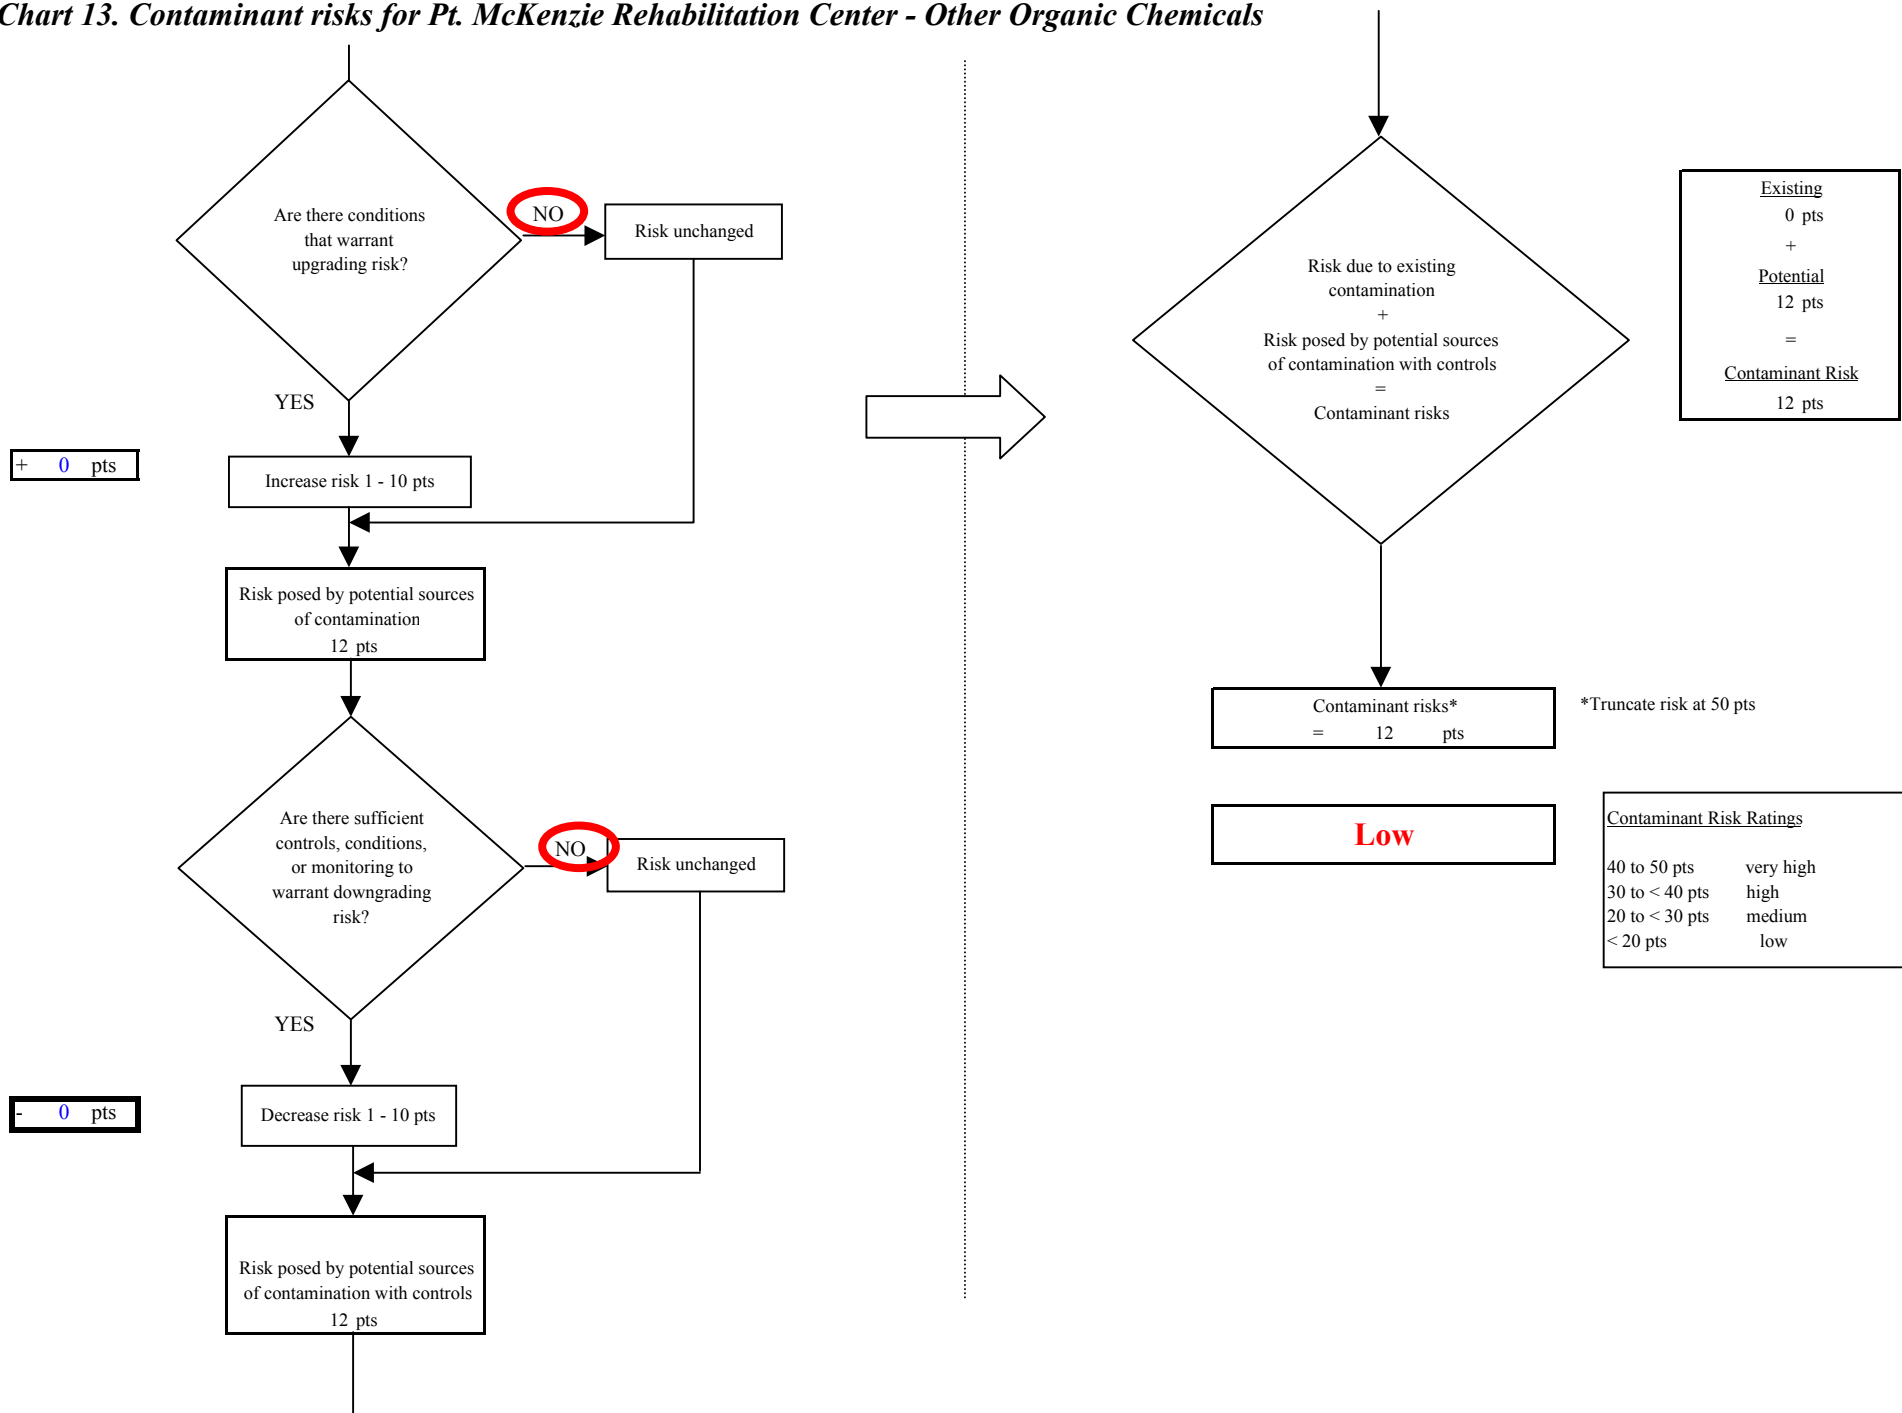 Chart 13. Contaminant risks for Pt. McKenzie Rehabilitation Center - Other Organic Chemicals
Are there conditions
that warrant
upgrading risk?
NO
Risk unchanged
YES
+ 0 pts
Increase risk 1 - 10 pts
Risk posed by potential sources
of contamination
12 pts
Are there sufficient
controls, conditions,
or monitoring to
warrant downgrading
risk?
NO
Risk unchanged
YES
- 0 pts
Decrease risk 1 - 10 pts
Risk posed by potential sources
of contamination with controls
12 pts
Risk due to existing
contamination
+
Risk posed by potential sources
of contamination with controls
=
Contaminant risks
Existing
0 pts
+
Potential
12 pts
=
Contaminant Risk
12 pts
Contaminant risks*
= 12 pts
*Truncate risk at 50 pts
Low
Contaminant Risk Ratings
40 to 50 pts very high
30 to < 40 pts high
20 to < 30 pts medium
< 20 pts low